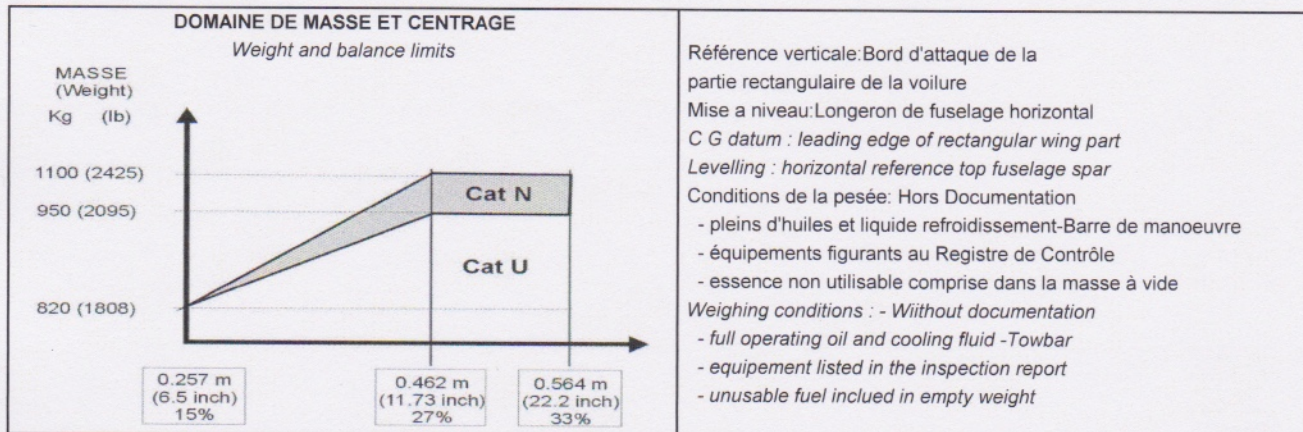 DOMAINE DE MASSE ET CENTRAGE
Weight and balance limits
MASSE
(Weight)
Kg (lb)
1100 (2425)
950 (2095)
820 (1808)
Cat N
Cat U
0.257 m
(6.5 inch)
15%
0.462 m
(11.73 inch)
27%
0.564 m
(22.2 inch)
33%
Référence verticale:Bord d'attaque de la
partie rectangulaire de la voilure
Mise a niveau:Longeron de fuselage horizontal
C G datum : leading edge of rectangular wing part
Levelling : horizontal reference top fuselage spar
Conditions de la pesée: Hors Documentation
- pleins d'huiles et liquide refroidissement-Barre de manoeuvre
- équipements figurants au Registre de Contrôle
- essence non utilisable comprise dans la masse à vide
Weighing conditions : - Wiithout documentation
- full operating oil and cooling fluid -Towbar
- equipement listed in the inspection report
- unusable fuel inclued in empty weight